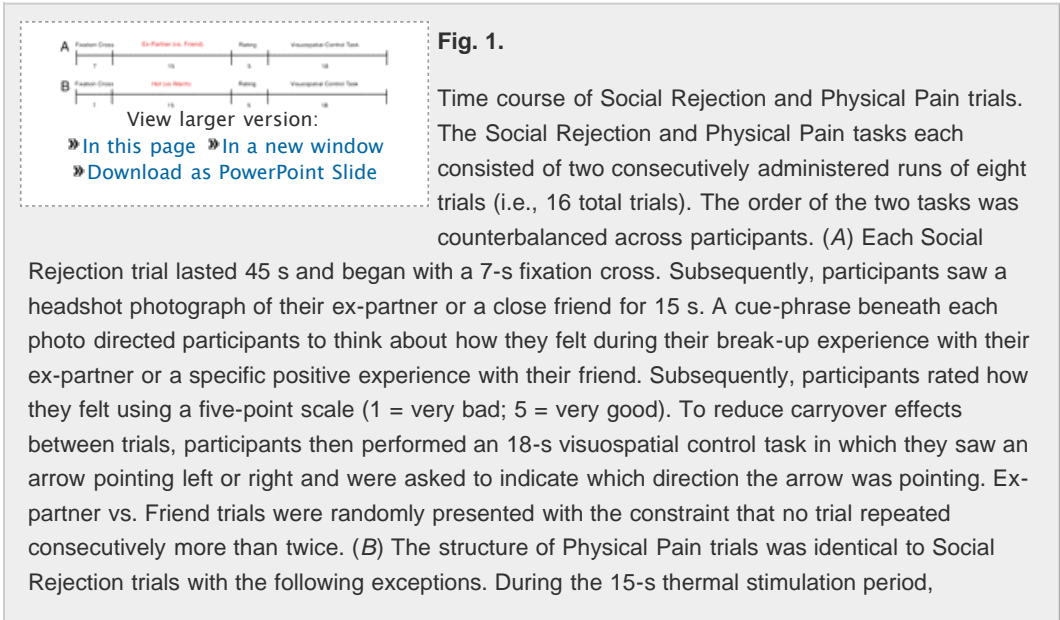 A Fixation Cross Ex-Partner (vs. Friend) Rating Visuospatial Control Task
7 15 5 18
B Fixation Cross Hot (vs Warm) Rating Visuospatial Control Task
7 15 5 18
View larger version:
In this page In a new window
Download as PowerPoint Slide
Fig. 1.
Time course of Social Rejection and Physical Pain trials.
The Social Rejection and Physical Pain tasks each
consisted of two consecutively administered runs of eight
trials (i.e., 16 total trials). The order of the two tasks was
counterbalanced across participants. (A) Each Social
Rejection trial lasted 45 s and began with a 7-s fixation cross. Subsequently, participants saw a
headshot photograph of their ex-partner or a close friend for 15 s. A cue-phrase beneath each
photo directed participants to think about how they felt during their break-up experience with their
ex-partner or a specific positive experience with their friend. Subsequently, participants rated how
they felt using a five-point scale (1 = very bad; 5 = very good). To reduce carryover effects
between trials, participants then performed an 18-s visuospatial control task in which they saw an
arrow pointing left or right and were asked to indicate which direction the arrow was pointing. Ex-
partner vs. Friend trials were randomly presented with the constraint that no trial repeated
consecutively more than twice. (B) The structure of Physical Pain trials was identical to Social
Rejection trials with the following exceptions. During the 15-s thermal stimulation period,